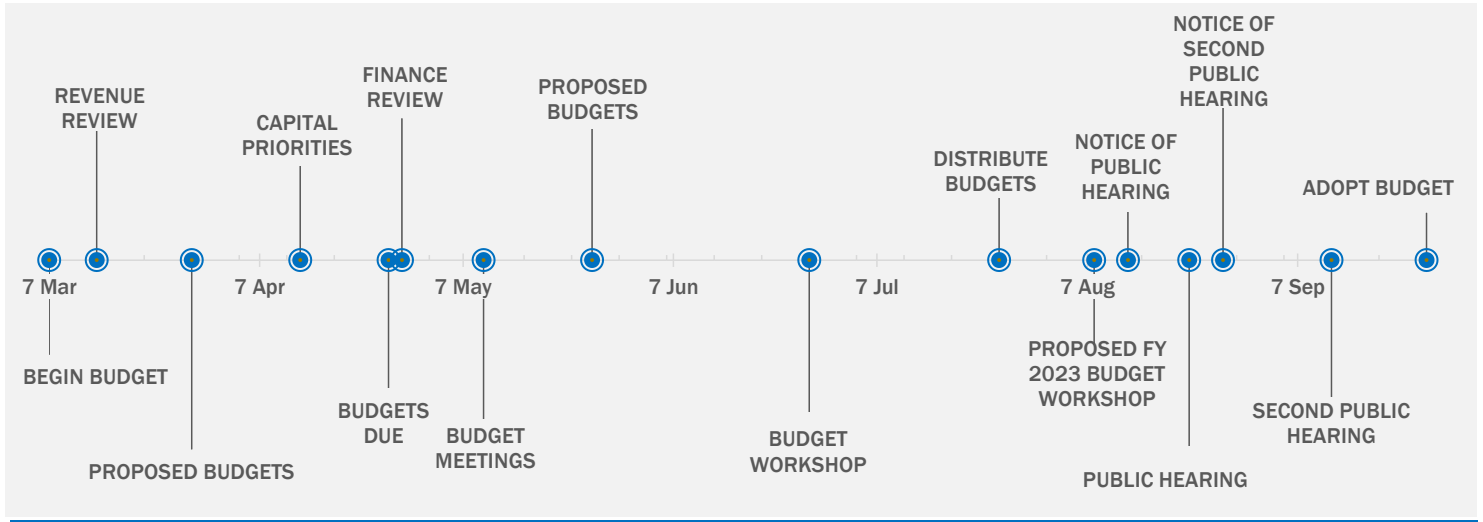 NOTICE OF
SECOND
PUBLIC
HEARING
FINANCE
REVIEW
PROPOSED
BUDGETS
REVENUE
REVIEW
CAPITAL
PRIORITIES
NOTICE OF
PUBLIC
HEARING
DISTRIBUTE
BUDGETS
ADOPT BUDGET
7 Mar
7 Apr
7 May
7 Jun
7 Jul
7 Aug
7 Sep
BEGIN BUDGET
PROPOSED FY
2023 BUDGET
WORKSHOP
BUDGETS
DUE
SECOND PUBLIC
HEARING
BUDGET
MEETINGS
BUDGET
WORKSHOP
PROPOSED BUDGETS
PUBLIC HEARING